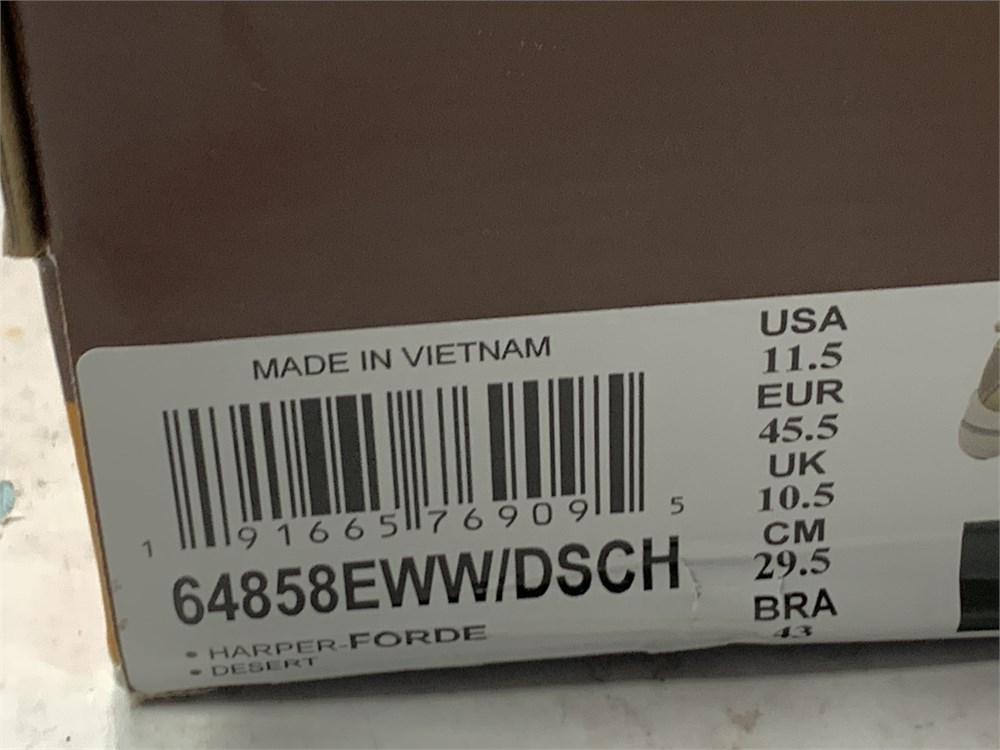 MADE IN VIETNAM
1 91665 76909 5
64858EWW/DSCH
• HARPER-FORDE
• DESERT
USA
11.5
EUR
45.5
UK
10.5
CM
29.5
BRA
43